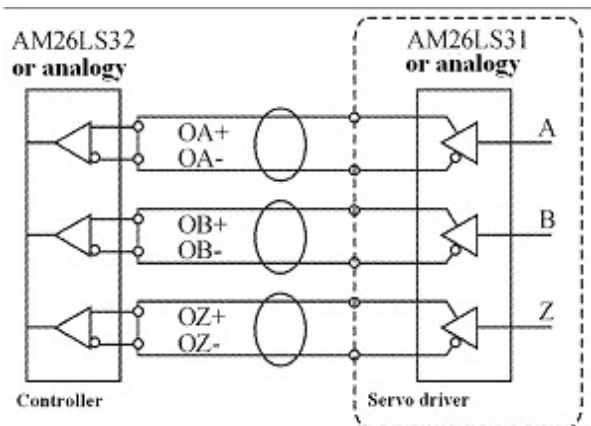 AM26LS32
or analogy
AM26LS31
or analogy
OA+
OA-
A
OB+
OB-
B
OZ+
OZ-
Z
Controller
Servo driver